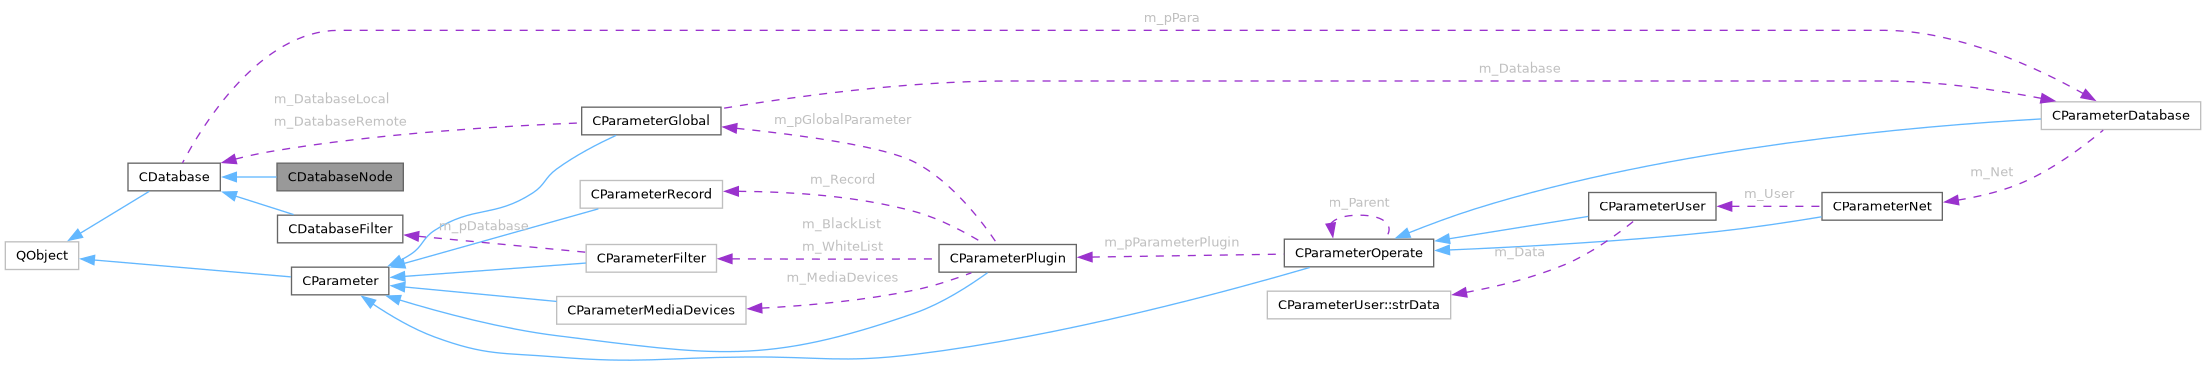 m_pPara
m_Database
m_DatabaseLocal
m_DatabaseRemote
CParameterGlobal
m_pGlobalParameter
CParameterDatabase
CDatabase
CDatabaseNode
m_Record
m_Net
CParameterRecord
m_User
m_Parent
CParameterUser
CParameterNet
CDatabaseFilter
m_pDatabase
m_BlackList
m_WhiteList
m_pParameterPlugin
QObject
CParameterFilter
CParameterPlugin
CParameterOperate
m_Data
CParameter
m_MediaDevices
CParameterMediaDevices
CParameterUser::strData